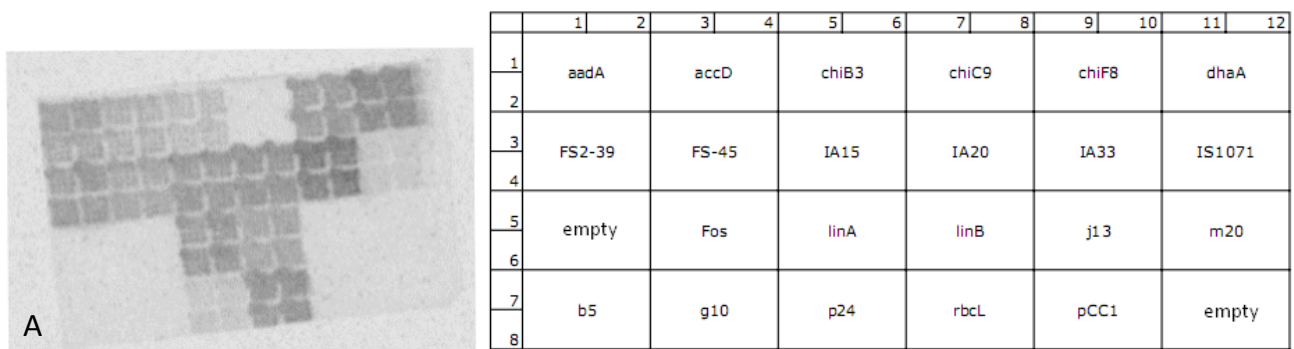 1 2 3 4 5 6 7 8 9 10 11 12
1 aadA accD chiB3 chiC9 chiF8 dhaA
2
3 FS2-39 FS-45 IA15 IA20 IA33 IS1071
4
5 empty Fos linA linB j13 m20
6
7 b5 g10 p24 rbcL pCC1 empty
8
A